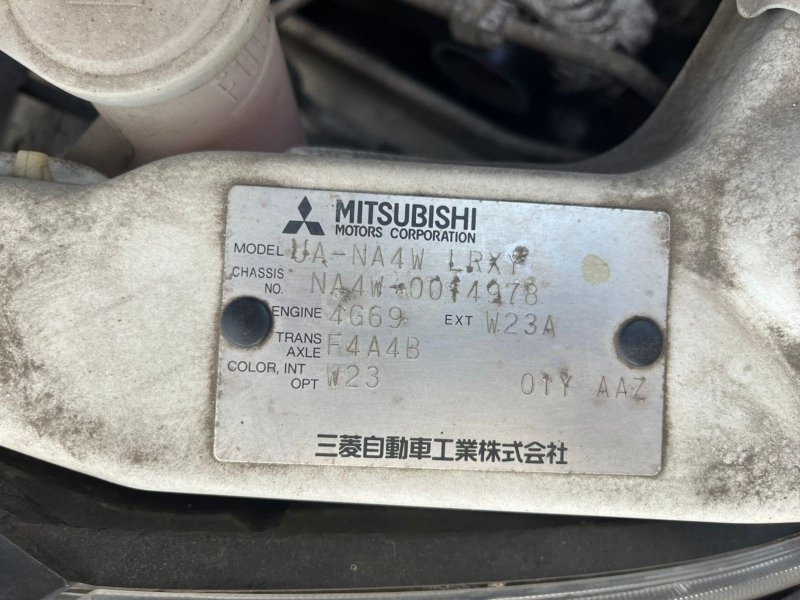 MITSUBISHI
MOTORS CORPORATION
MODEL UA-NA4W LRXY
CHASSIS NO. NA4W-0014978
ENGINE 4G69 EXT W23A
TRANS AXLE F4A4B
COLOR, INT OPT W23 01Y AAZ
三菱自動車工業株式会社